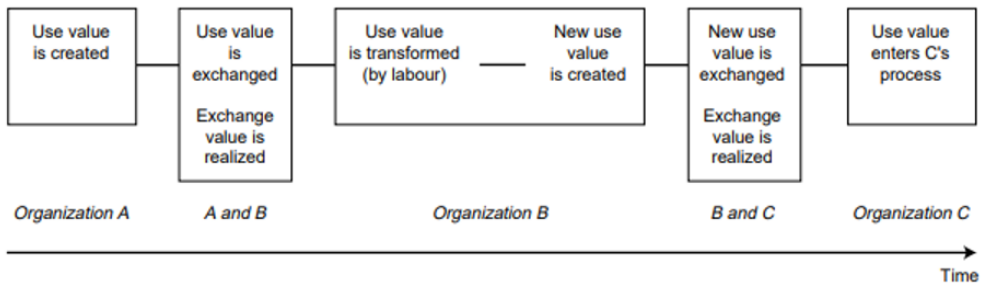 Use value
is created
Use value
is
exchanged
Exchange
value is
realized
Use value
is transformed
(by labour)
New use
value
is created
New use
value is
exchanged
Exchange
value is
realized
Use value
enters C's
process
Organization A
A and B
Organization B
B and C
Organization C
Time